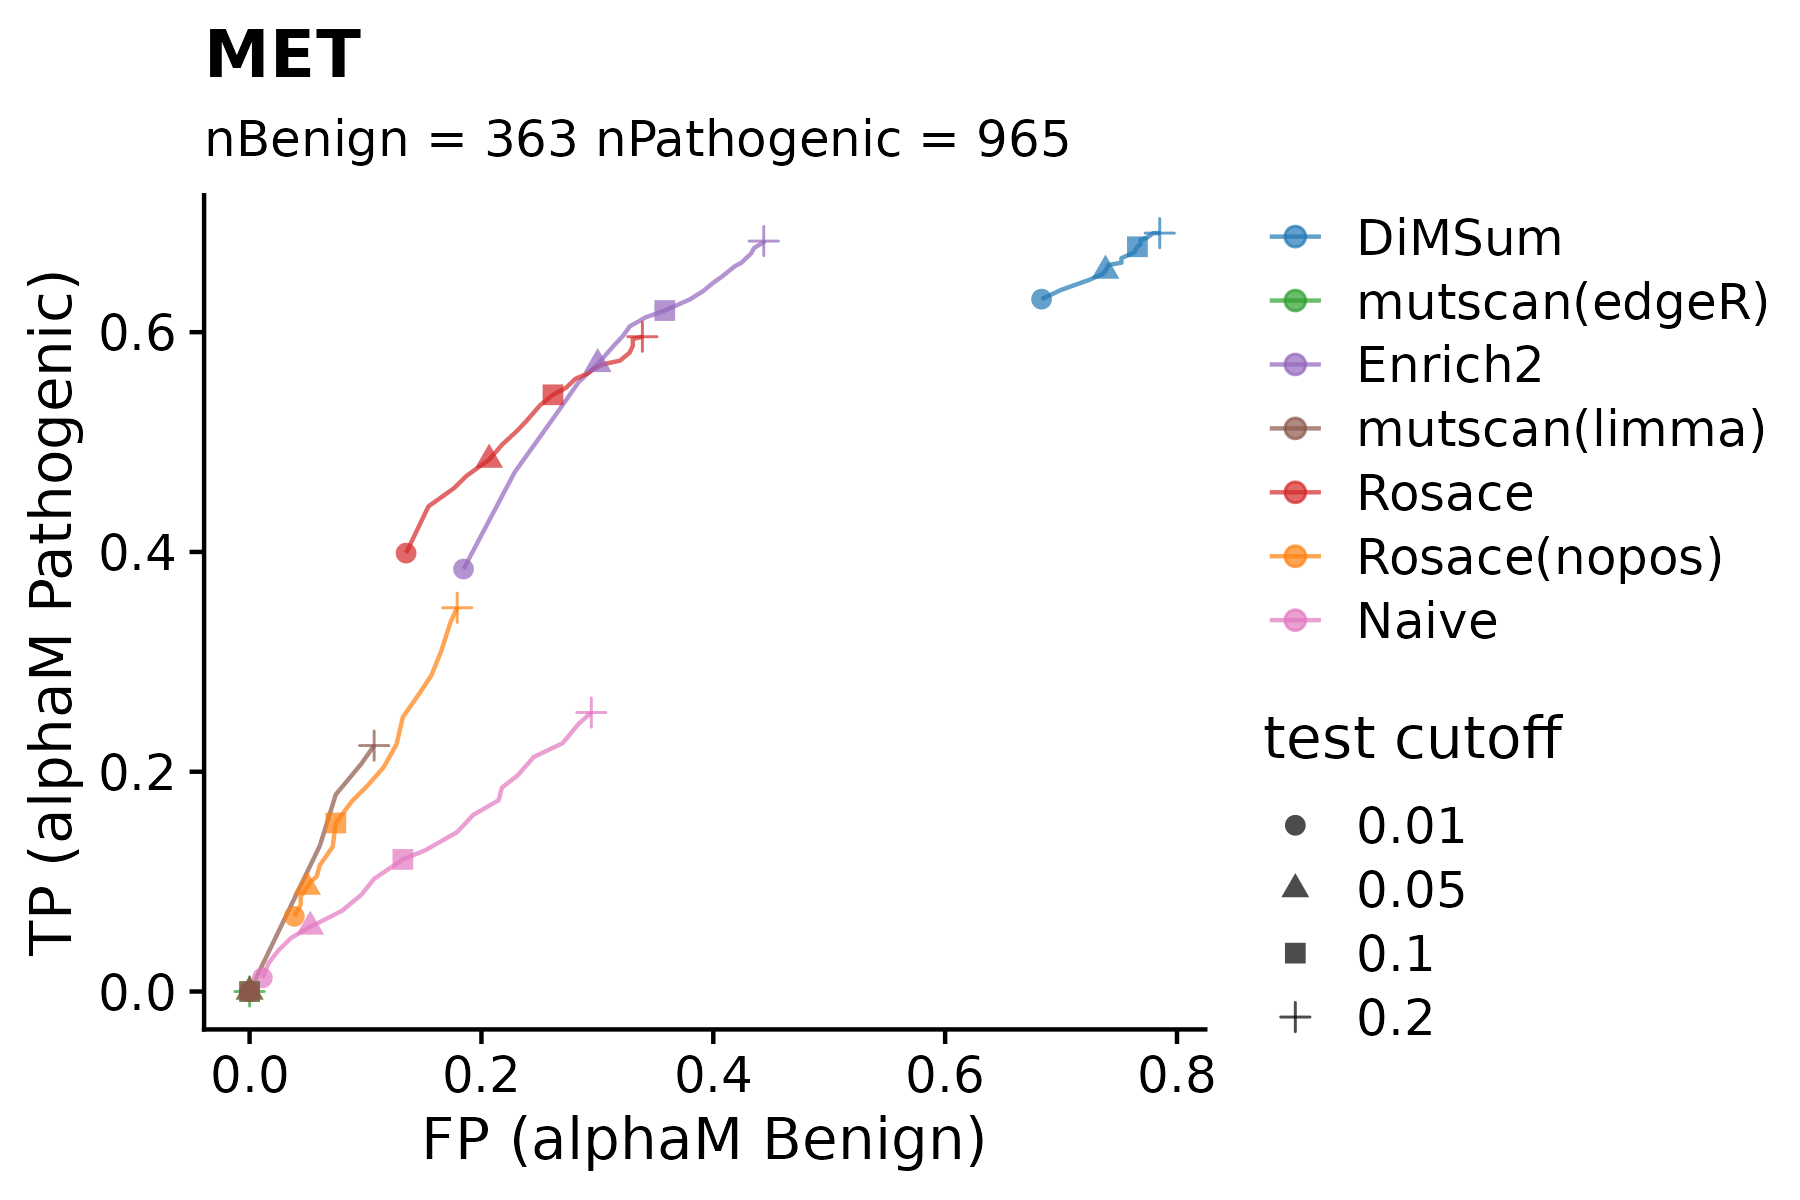 MET
nBenign = 363 nPathogenic = 965
TP (alphaM Pathogenic)
0.6
0.4
0.2
0.0
0.0 0.2 0.4 0.6 0.8
FP (alphaM Benign)
DiMSum
mutscan(edgeR)
Enrich2
mutscan(limma)
Rosace
Rosace(nopos)
Naive
test cutoff
0.01
0.05
0.1
0.2